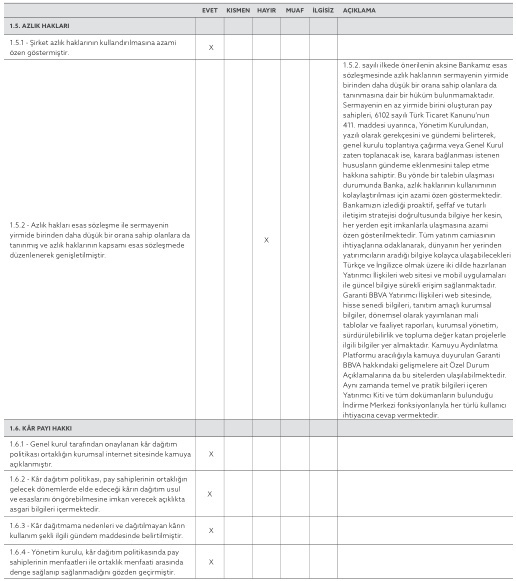 EVET KISMEN HAYIR MUAF İLGİSİZ AÇIKLAMA
1.5. AZLIK HAKLARI
1.5.1 - Şirket azlık haklarının kullandırılmasına azami
özen göstermiştir.
X
1.5.2 - Azlık hakları esas sözleşme ile sermayenin
yirmide birinden daha düşük bir orana sahip olanlara da
tanınmış ve azlık haklarının kapsamı esas sözleşmede
düzenlenerek genişletilmiştir.
X
1.5.2. sayılı ilkede önerilenin aksine Bankamız esas
sözleşmesinde azlık haklarının sermayenin yirmide
birinden daha düşük bir orana sahip olanlara da
tanınmasına dair bir hüküm bulunmamaktadır.
Sermayenin en az yirmide birini oluşturan pay
sahipleri, 6102 sayılı Türk Ticaret Kanunu'nun
411. maddesi uyarınca, Yönetim Kurulundan,
yazılı olarak gerekçesini ve gündemi belirterek,
genel kurulu toplantıya çağırma veya Genel Kurul
zaten toplanacak ise, karara bağlanması istenen
hususların gündeme eklenmesini talep etme
hakkına sahiptir. Bu yönde bir talebin ulaşması
durumunda Banka, azlık haklarının kullanımının
kolaylaştırılması için azami özen göstermektedir.
Bankamızın izlediği proaktif, şeffaf ve tutarlı
iletişim stratejisi doğrultusunda bilgiye her kesin,
her yerden eşit imkanlarla ulaşmasına azami
özen gösterilmektedir. Tüm yatırım camiasının
ihtiyaçlarına odaklanarak, dünyanın her yerinden
yatırımcıların aradığı bilgiye kolayca ulaşabilecekleri
Türkçe ve İngilizce olmak üzere iki dilde hazırlanan
Yatırımcı İlişkileri web sitesi ve mobil uygulamaları
ile güncel bilgiye sürekli erişim sağlanmaktadır.
Garanti BBVA Yatırımcı İlişkileri web sitesinde,
hisse senedi bilgileri, tanıtım amaçlı kurumsal
bilgiler, dönemsel olarak yayımlanan mali
tablolar ve faaliyet raporları, kurumsal yönetim,
sürdürülebilirlik ve topluma değer katan projelerle
ilgili bilgiler yer almaktadır. Kamuyu Aydınlatma
Platformu aracılığıyla kamuya duyurulan Garanti
BBVA hakkındaki gelişmelere ait Özel Durum
Açıklamalarına da bu sitelerden ulaşılabilmektedir.
Aynı zamanda temel ve pratik bilgileri içeren
Yatırımcı Kiti ve tüm dokümanların bulunduğu
İndirme Merkezi fonksiyonlarıyla her türlü kullanıcı
ihtiyacına cevap vermektedir.
1.6. KÂR PAYI HAKKI
1.6.1 - Genel kurul tarafından onaylanan kâr dağıtım
politikası ortaklığın kurumsal internet sitesinde kamuya
açıklanmıştır.
X
1.6.2 - Kâr dağıtım politikası, pay sahiplerinin ortaklığın
gelecek dönemlerde elde edeceği kârın dağıtım usul
ve esaslarını öngörebilmesine imkan verecek açıklıkta
asgari bilgileri içermektedir.
X
1.6.3 - Kâr dağıtmama nedenleri ve dağıtılmayan kârın
kullanım şekli ilgili gündem maddesinde belirtilmiştir.
X
1.6.4 - Yönetim kurulu, kâr dağıtım politikasında pay
sahiplerinin menfaatleri ile ortaklık menfaati arasında
denge sağlanıp sağlanmadığını gözden geçirmiştir.
X